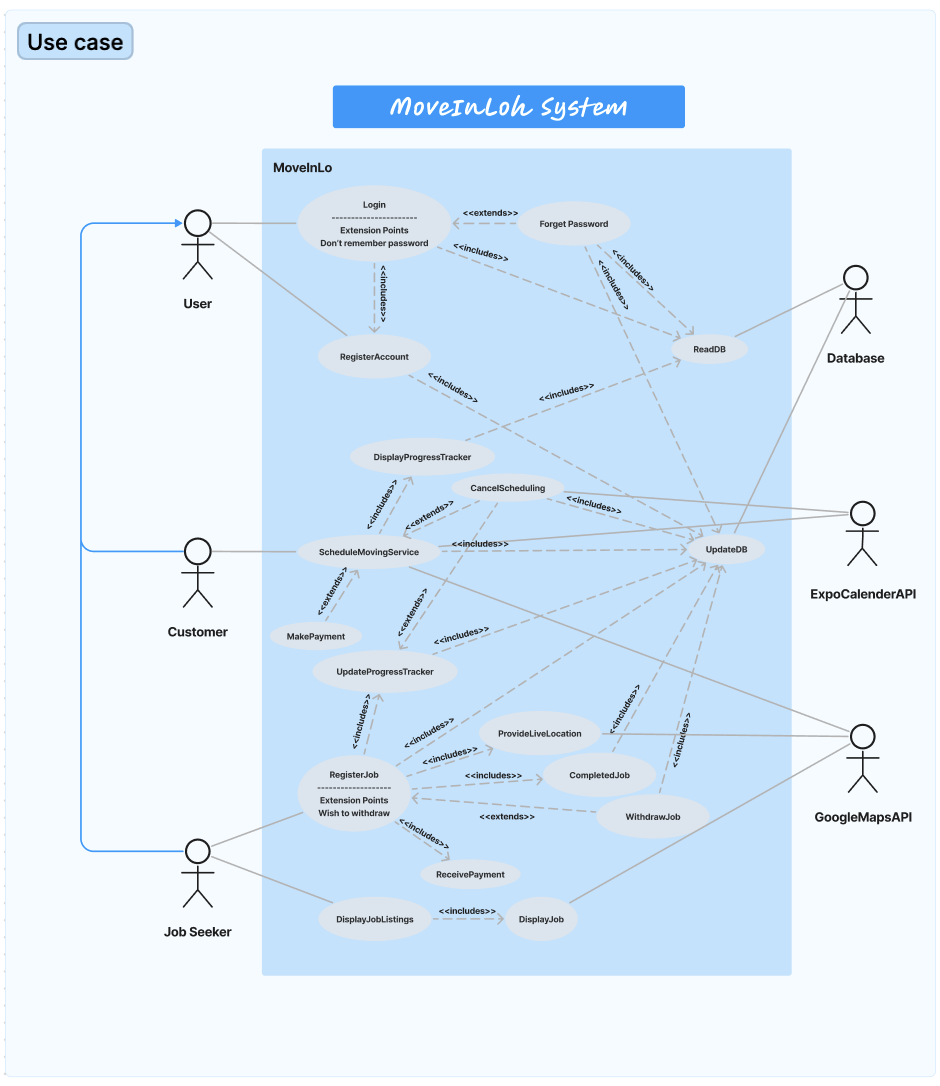 Use case
MoveInLoh System
MoveInLo
Login
------------------------
Extension Points
Don't remember password
<<extends>>
Forget Password
<<includes>>
<<includes>>
<<includes>>
<<includes>>
User
RegisterAccount
ReadDB
Database
<<includes>>
<<includes>>
DisplayProgressTracker
CancelScheduling
<<includes>>
<<extends>>
<<includes>>
ScheduleMovingService
<<includes>>
UpdateDB
ExpoCalenderAPI
<<extends>>
<<extends>>
Customer
MakePayment
<<includes>>
UpdateProgressTracker
<<includes>>
<<includes>>
<<includes>>
<<includes>>
ProvideLiveLocation
<<includes>>
RegisterJob
--------------------
Extension Points
Wish to withdraw
<<includes>>
CompletedJob
<<extends>>
WithdrawJob
GoogleMapsAPI
<<includes>>
ReceivePayment
Job Seeker
DisplayJobListings
<<includes>>
DisplayJob